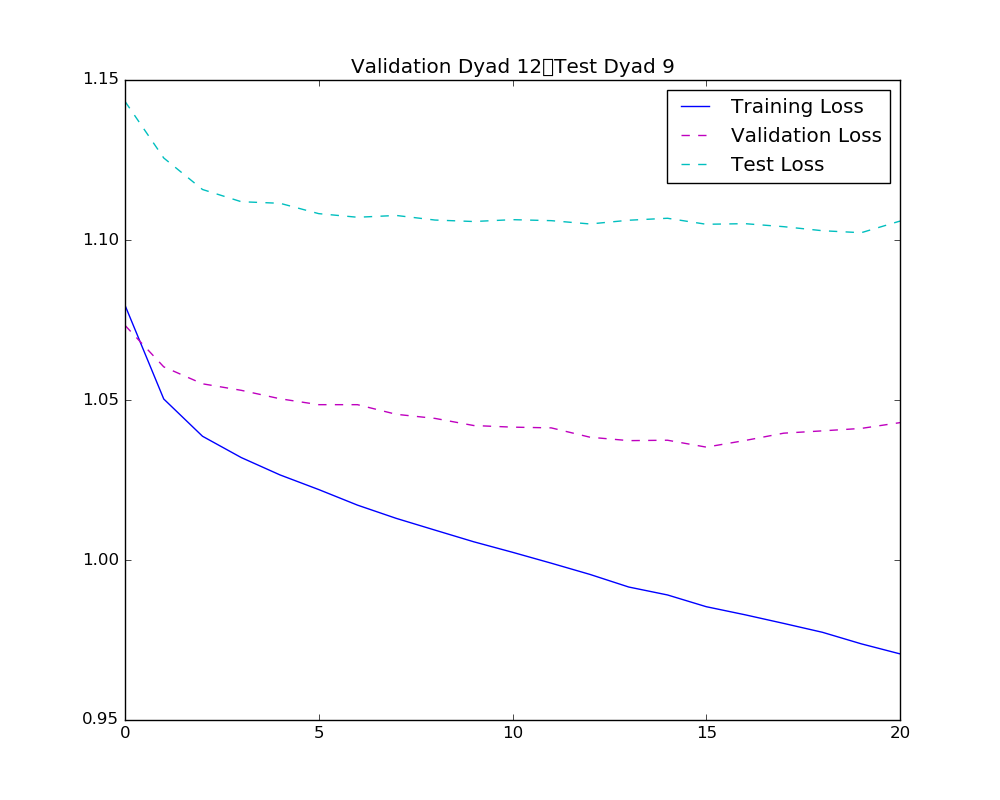 Validation Dyad 12▯Test Dyad 9
1.15
1.10
1.05
1.00
0.95
0
5
10
15
20
Training Loss
Validation Loss
Test Loss